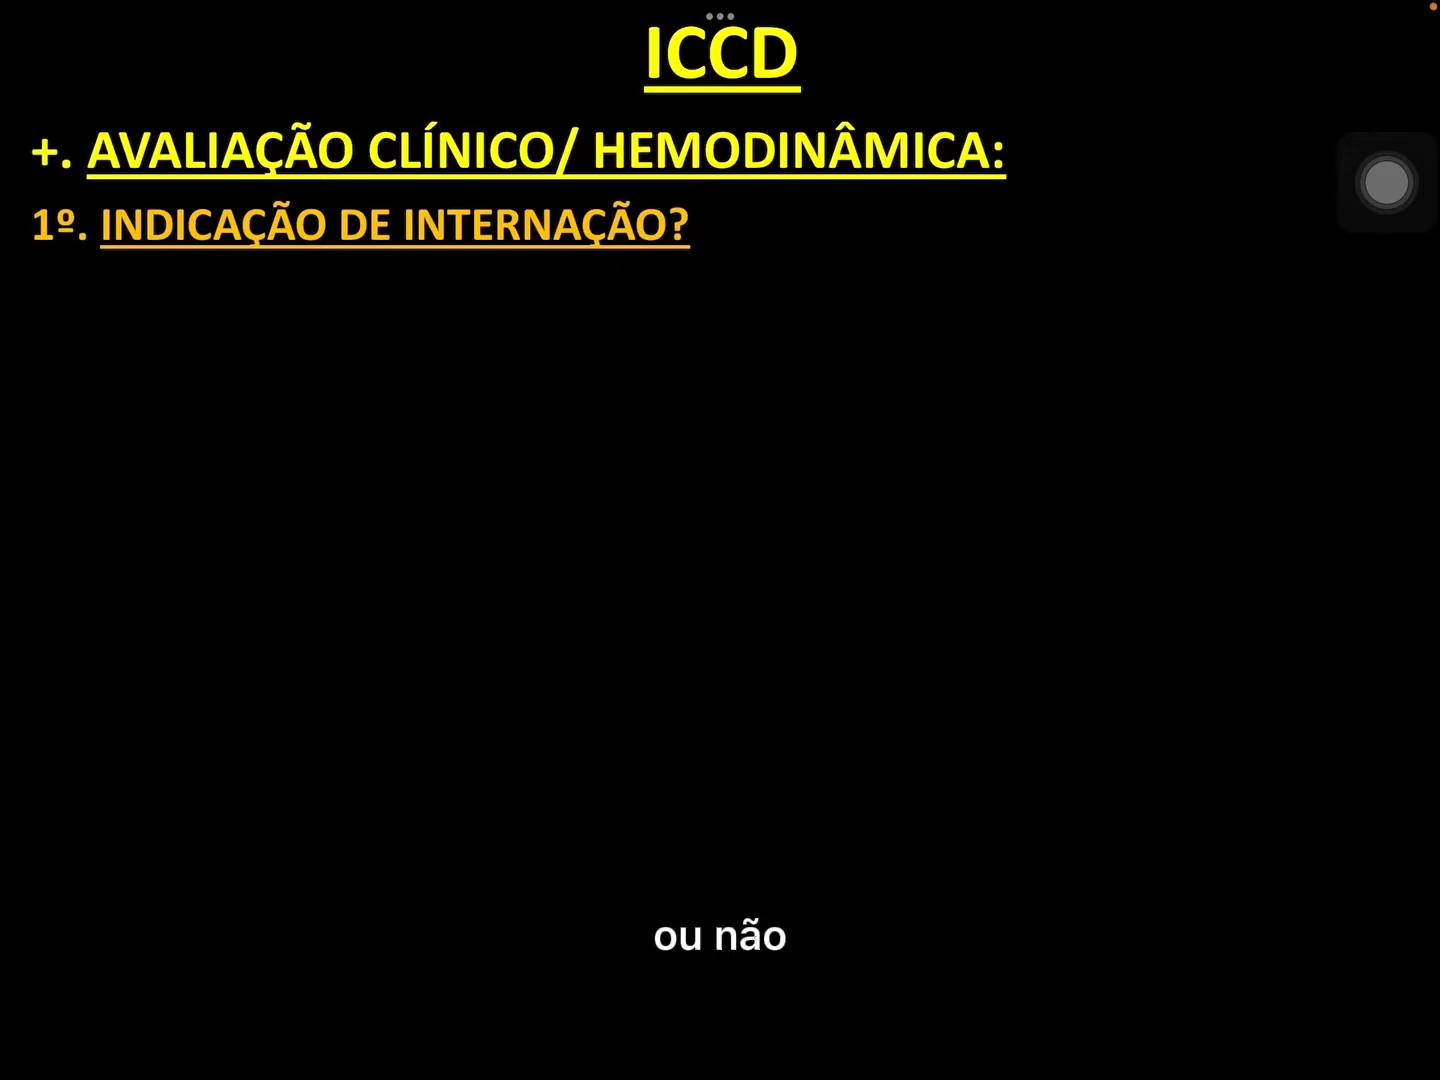 ICCD
+. AVALIAÇÃO CLÍNICO/ HEMODINÂMICA:
1º. INDICAÇÃO DE INTERNAÇÃO?
ou não